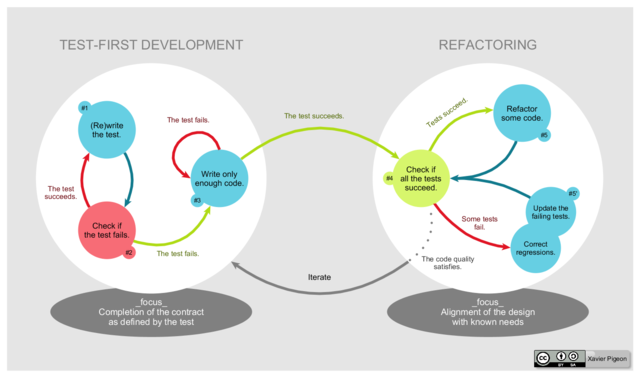 TEST-FIRST DEVELOPMENT
REFACTORING
#1
(Re)write
the test.
The test
succeeds.
Check if
the test fails.
#2
The test fails.
The test fails.
Write only
enough code.
#3
The test succeeds.
Check if
all the tests
succeed.
#4
Tests succeed.
Refactor
some code.
#5
Some tests
fail.
#5'
Update the
failing tests.
Correct
regressions.
The code quality
satisfies.
Iterate
_focus_
Completion of the contract
as defined by the test
_focus_
Alignment of the design
with known needs
CC BY SA
Xavier Pigeon